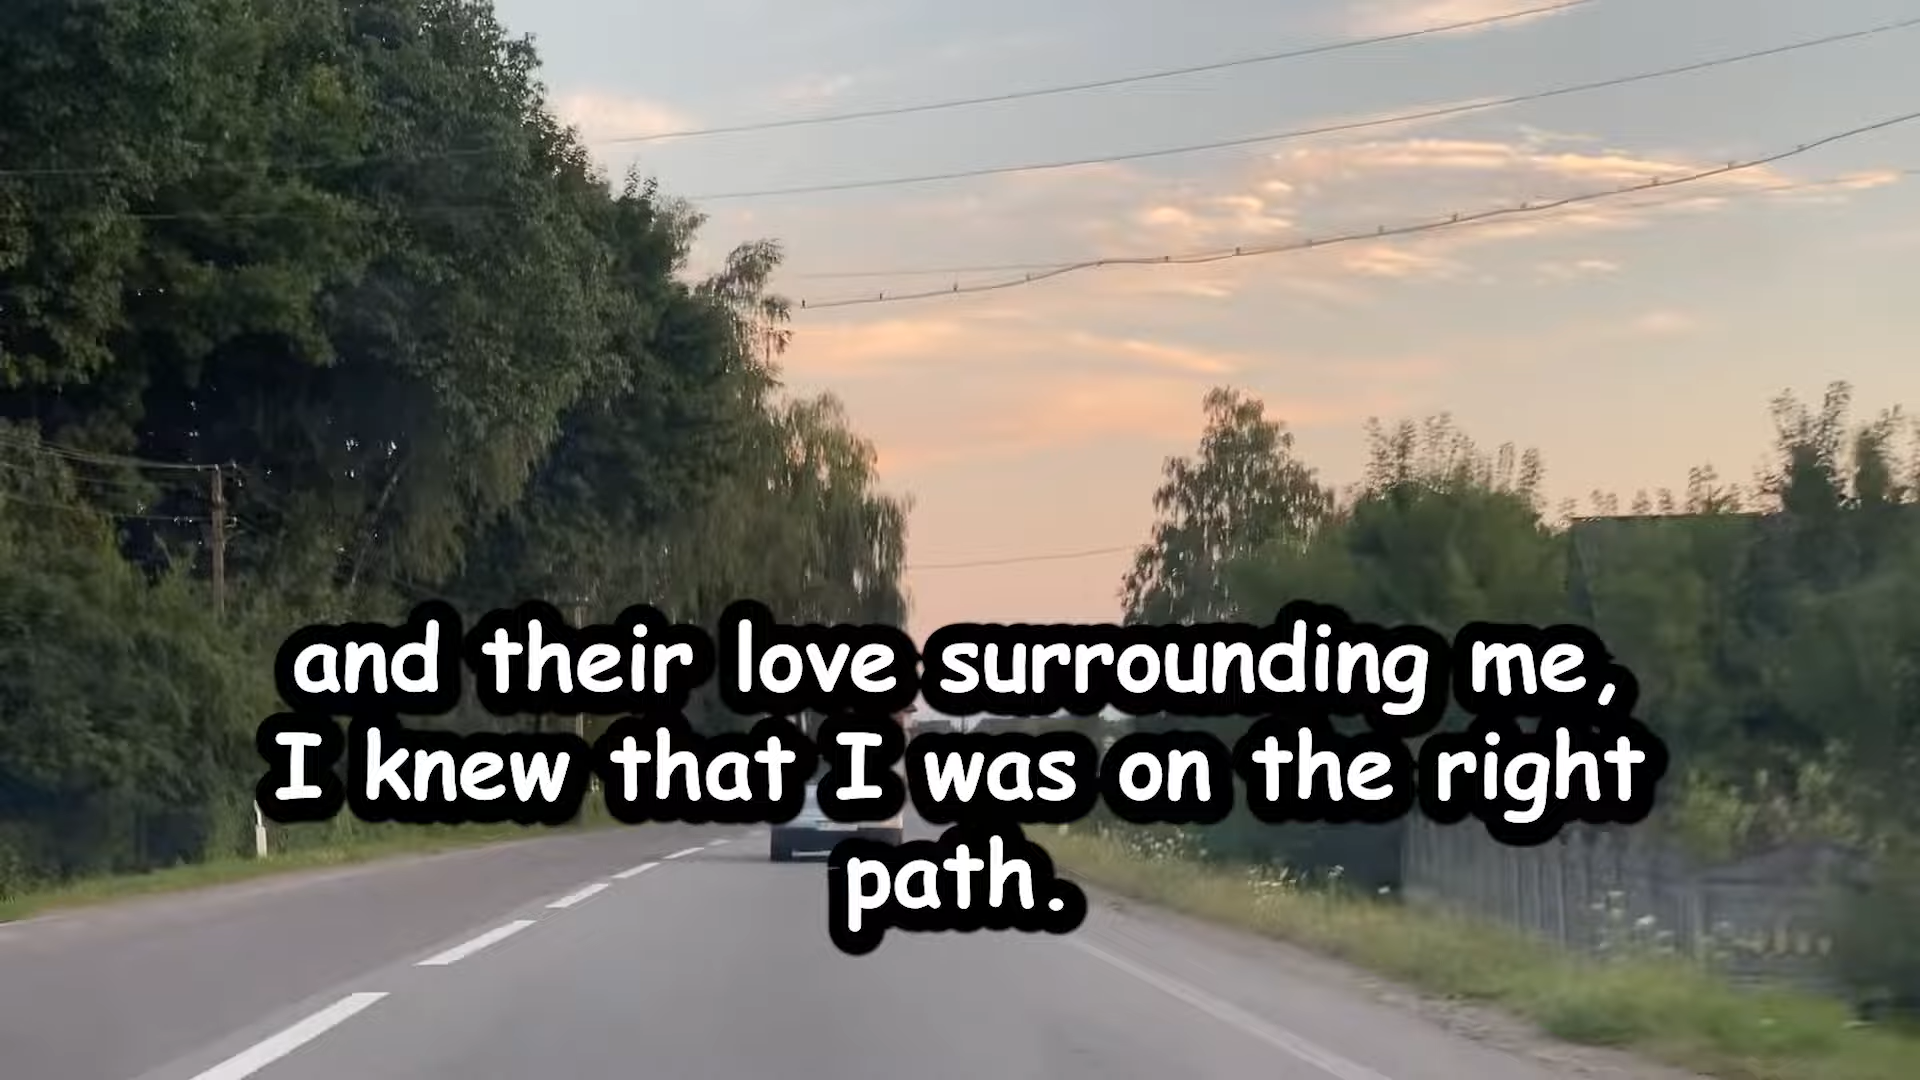 and their love surrounding me,
I knew that I was on the right
path.